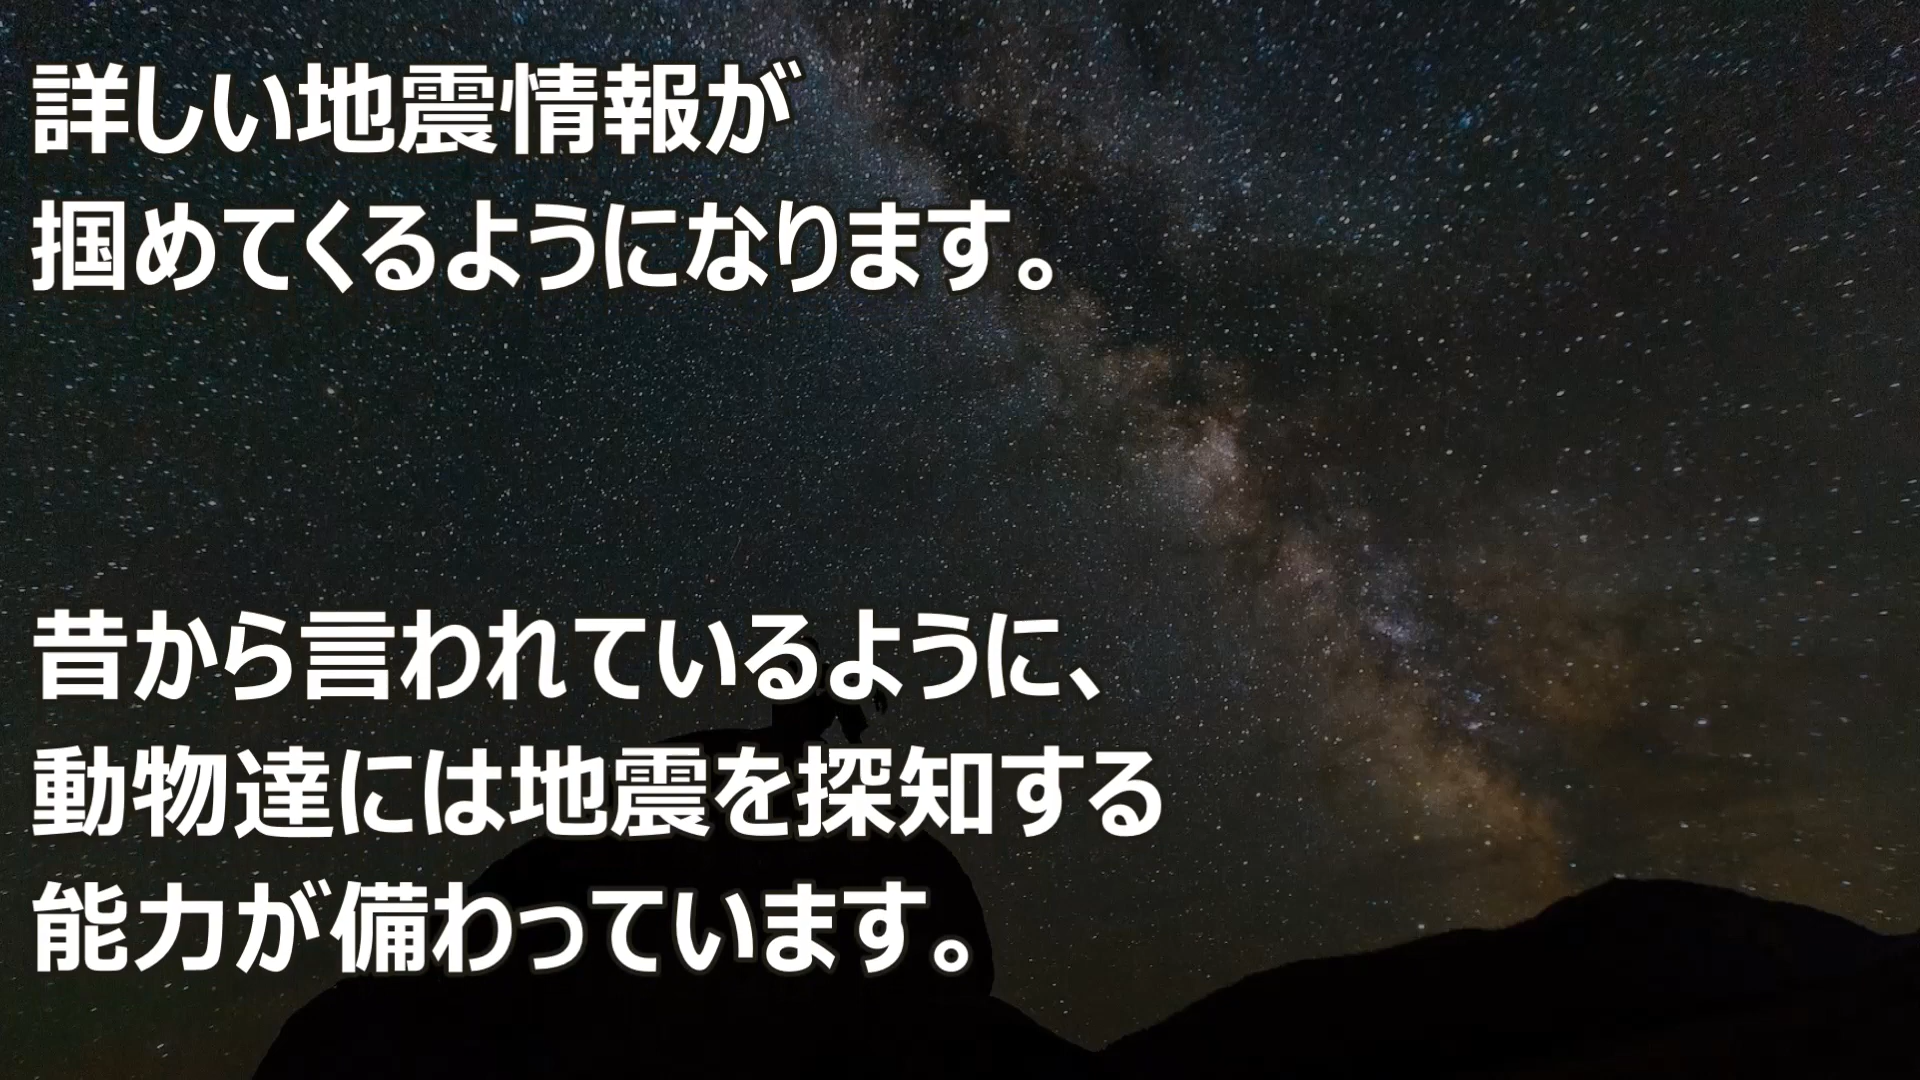 詳しい地震情報が
掴めてくるようになります。
昔から言われているように、
動物達には地震を探知する
能力が備わっています。